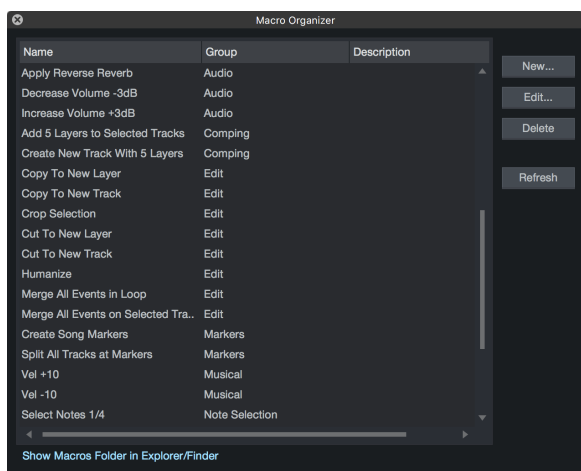 Macro Organizer
Name Group Description
Apply Reverse Reverb Audio
Decrease Volume -3dB Audio
Increase Volume +3dB Audio
Add 5 Layers to Selected Tracks Comping
Create New Track With 5 Layers Comping
Copy To New Layer Edit
Copy To New Track Edit
Crop Selection Edit
Cut To New Layer Edit
Cut To New Track Edit
Humanize Edit
Merge All Events in Loop Edit
Merge All Events on Selected Tra.. Edit
Create Song Markers Markers
Split All Tracks at Markers Markers
Vel +10 Musical
Vel -10 Musical
Select Notes 1/4 Note Selection
New...
Edit...
Delete
Refresh
Show Macros Folder in Explorer/Finder